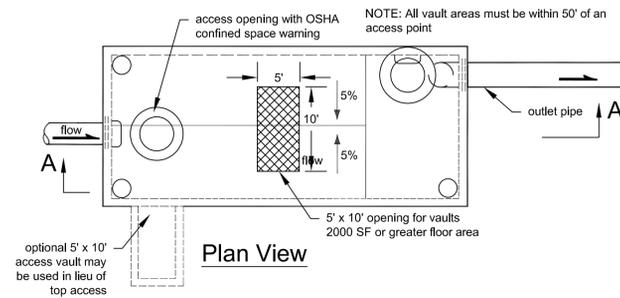 access opening with OSHA
confined space warning
NOTE: All vault areas must be within 50' of an
access point
5'
5%
10'
flow
outlet pipe
A
A
flow
5%
5' x 10' opening for vaults
2000 SF or greater floor area
optional 5' x 10'
access vault may
be used in lieu of
top access
Plan View